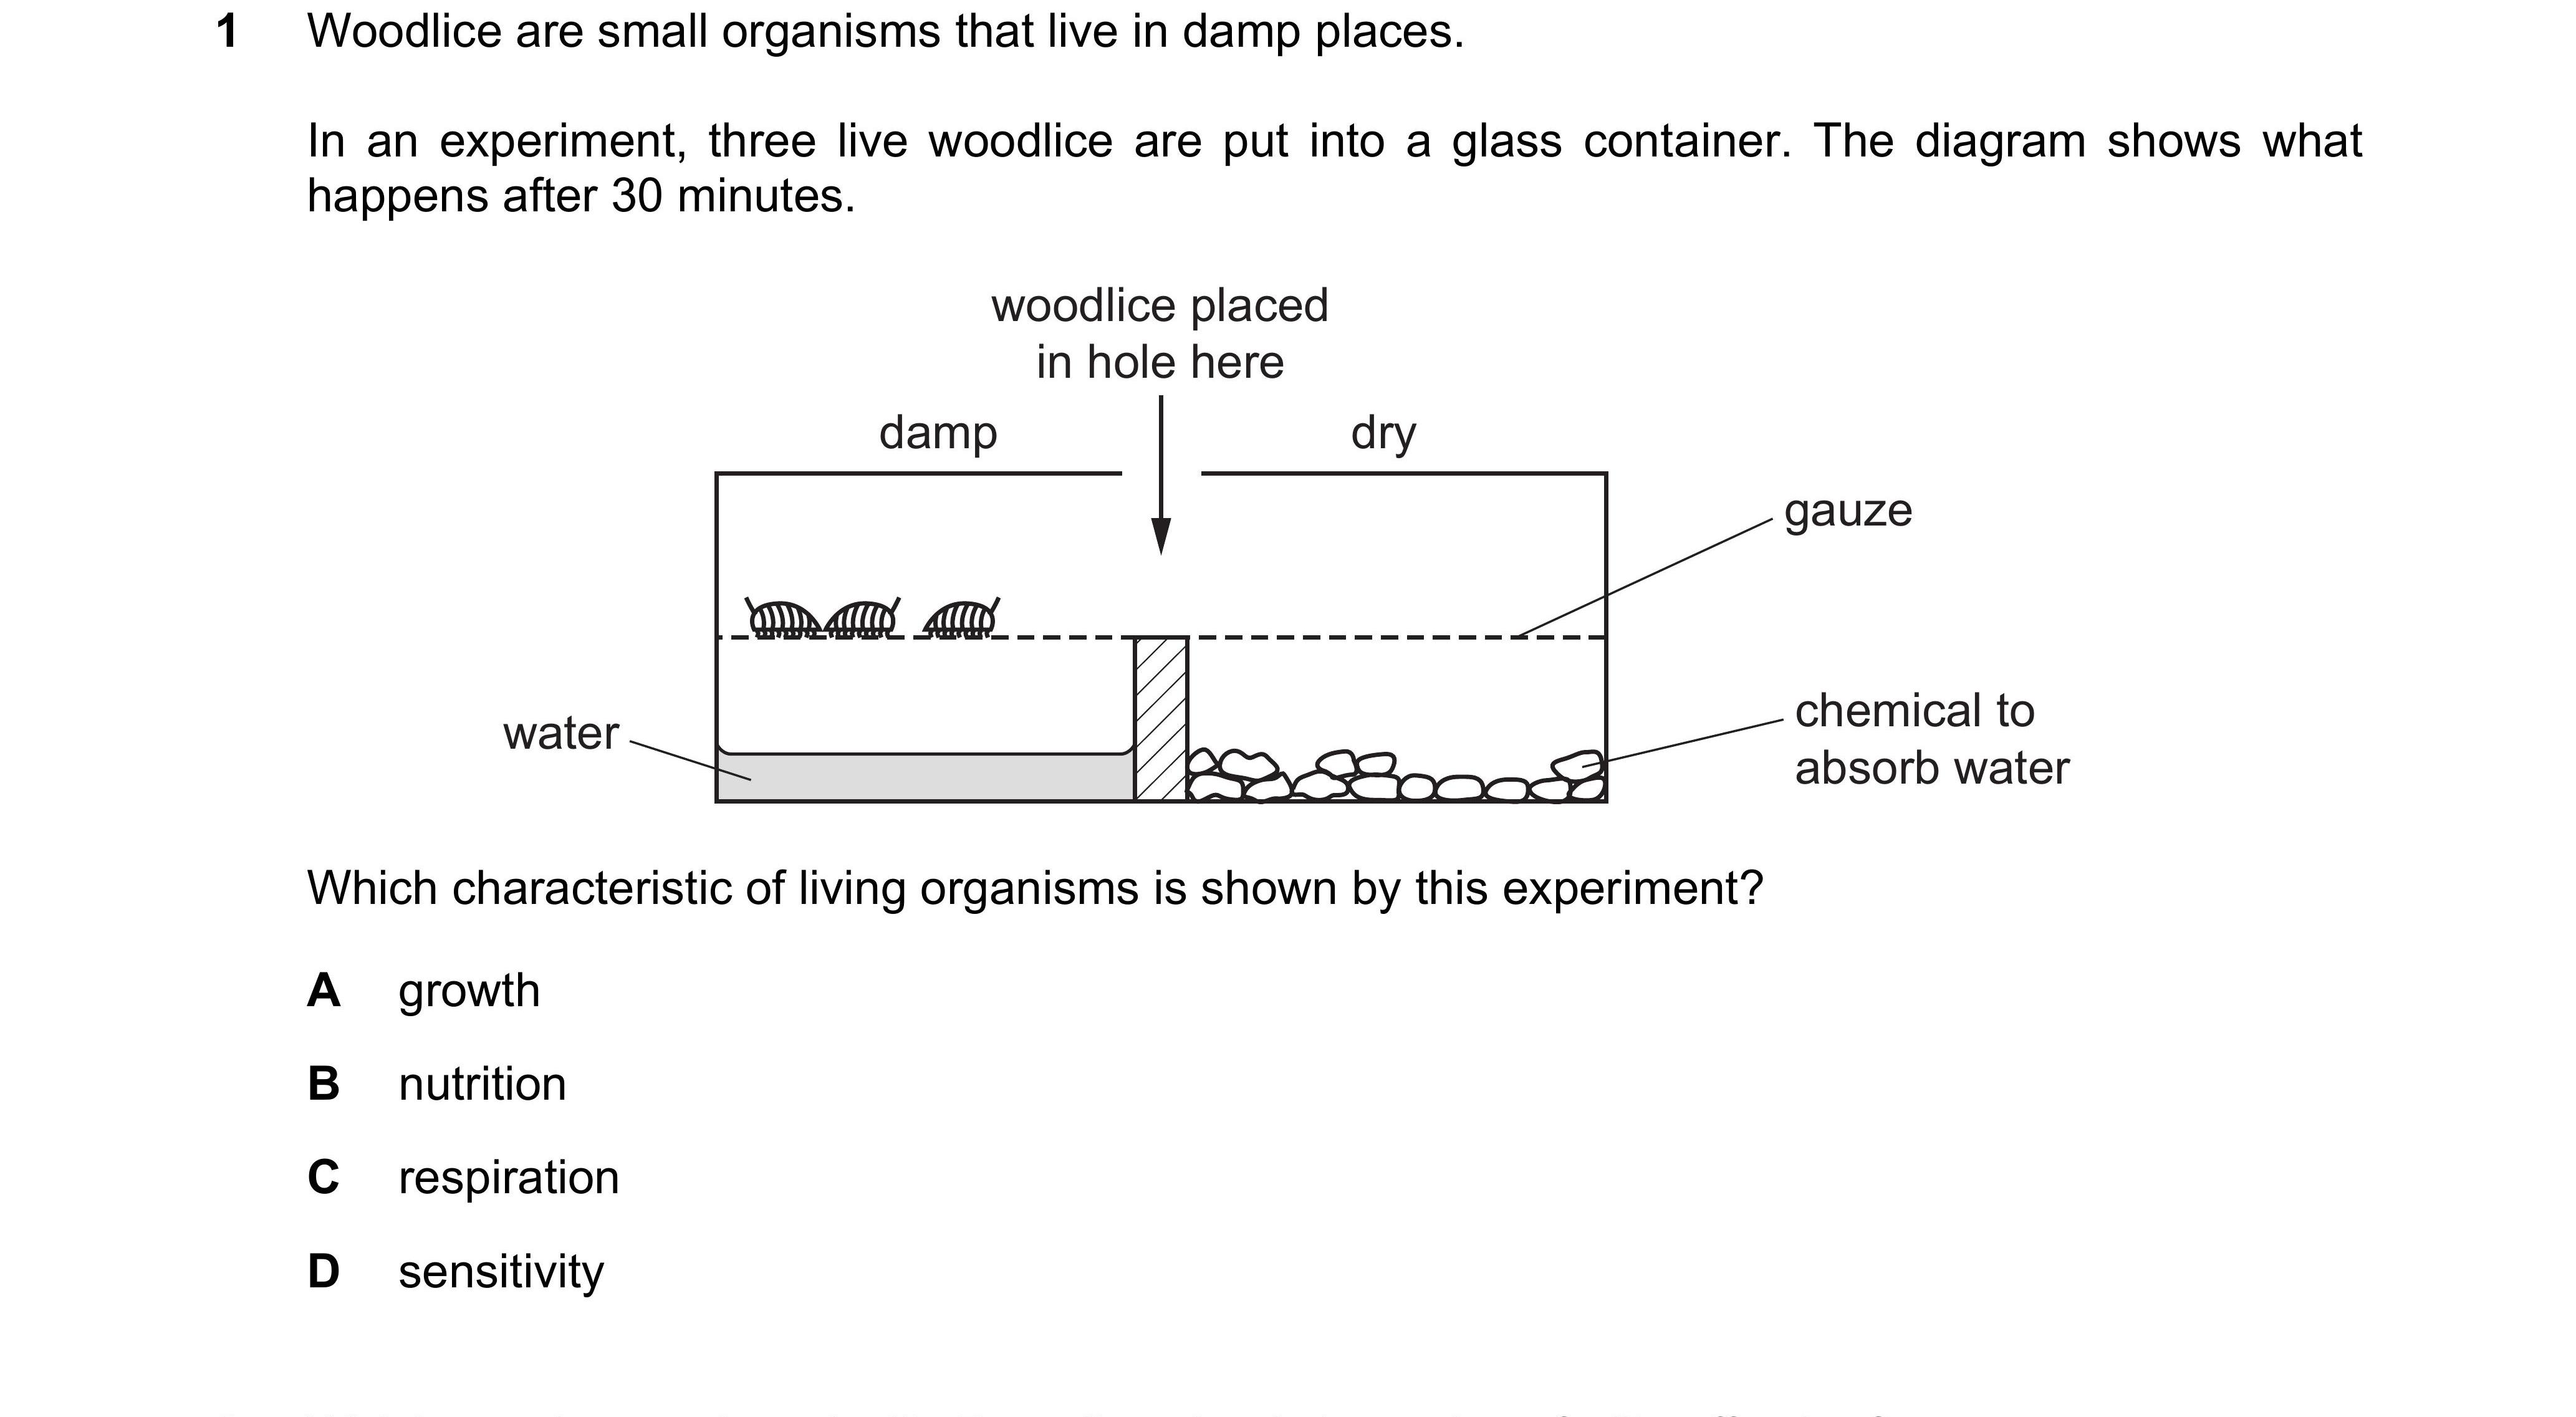 1 Woodlice are small organisms that live in damp places.
In an experiment, three live woodlice are put into a glass container. The diagram shows what
happens after 30 minutes.
woodlice placed
in hole here
damp
dry
gauze
water
chemical to
absorb water
Which characteristic of living organisms is shown by this experiment?
A growth
B nutrition
C respiration
D sensitivity